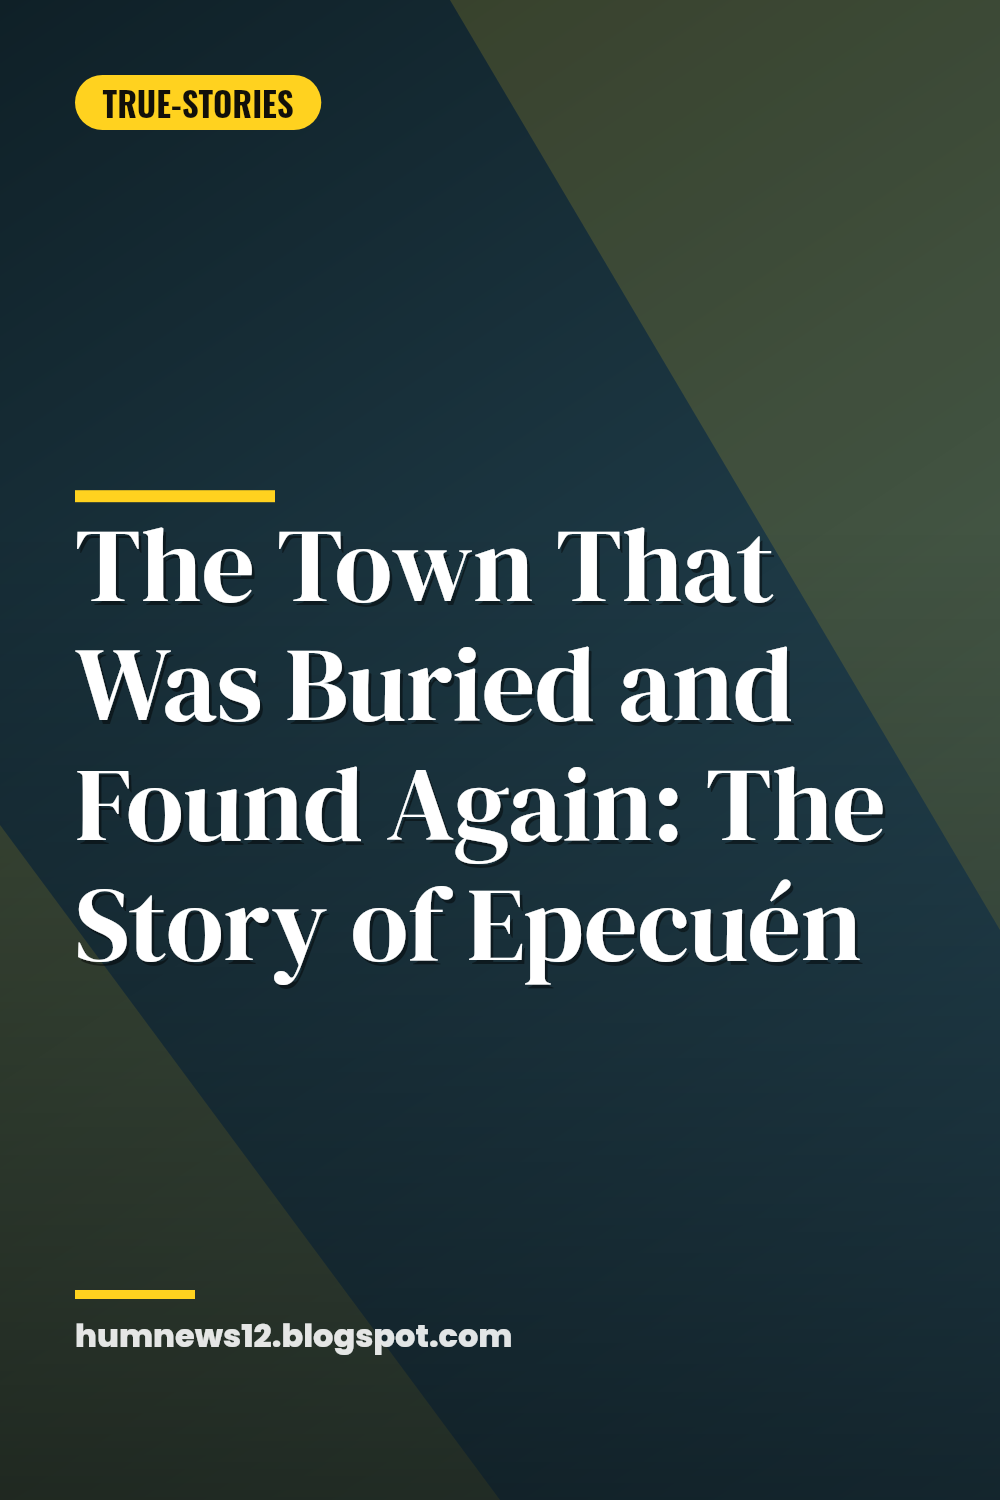 TRUE-STORIES
The Town That
Was Buried and
Found Again: The
Story of Epecuén
humnews12.blogspot.com